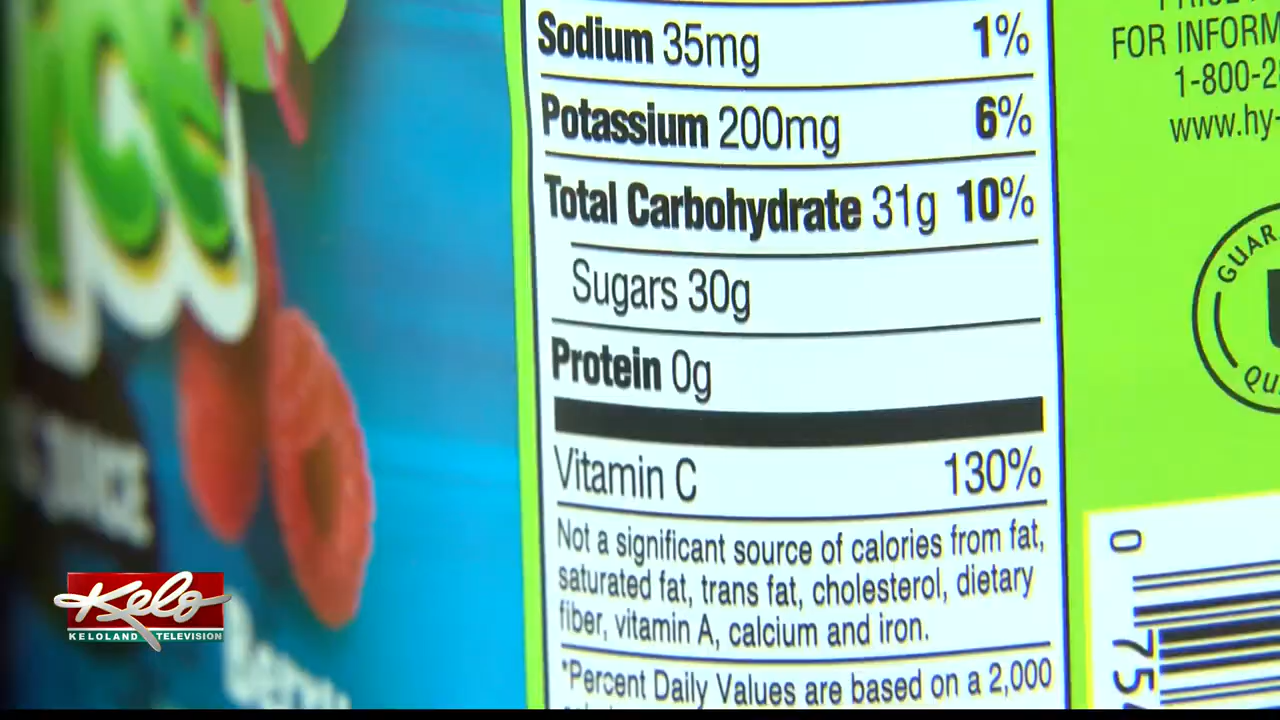 Sodium 35mg 1%
Potassium 200mg 6%
Total Carbohydrate 31g 10%
Sugars 30g
Protein 0g
Vitamin C 130%
Not a significant source of calories from fat,
saturated fat, trans fat, cholesterol, dietary
fiber, vitamin A, calcium and iron.
*Percent Daily Values are based on a 2,000
FOR INFORM
1-800-2
www.hy-
GUAR
QU
0
75
Kelo
KELOLAND TELEVISION